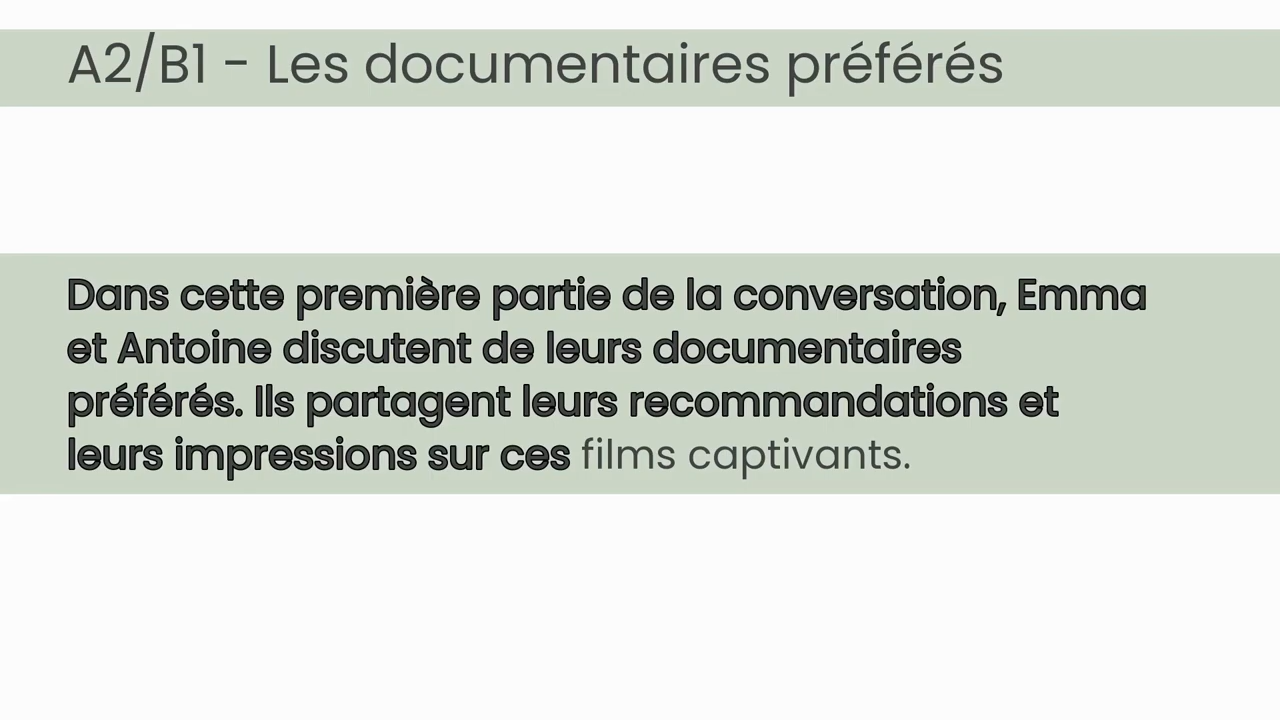 A2/B1 - Les documentaires préférés
Dans cette première partie de la conversation, Emma
et Antoine discutent de leurs documentaires
préférés. Ils partagent leurs recommandations et
leurs impressions sur ces films captivants.